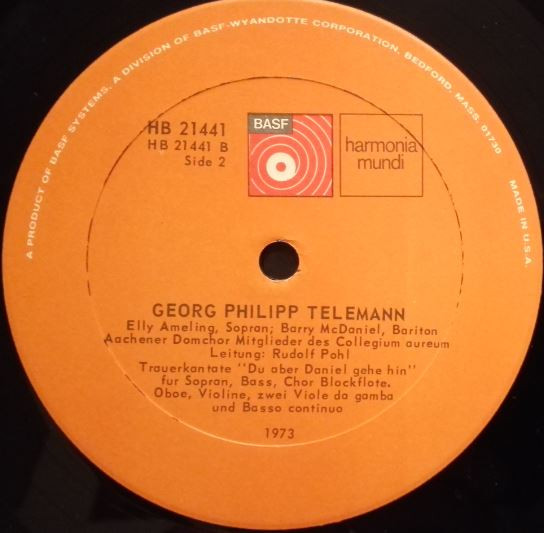 A PRODUCT OF BASF SYSTEMS, A DIVISION OF BASF-WYANDOTTE CORPORATION, BEDFORD, MASS. 01730 MADE IN U.S.A.
HB 21441
HB 21441 B
Side 2
BASF
harmonia
mundi
GEORG PHILIPP TELEMANN
Elly Ameling, Sopran; Barry McDaniel, Bariton
Aachener Domchor Mitglieder des Collegium aureum
Leitung: Rudolf Pohl
Trauerkantate "Du aber Daniel gehe hin"
fur Sopran, Bass, Chor Blockflote.
Oboe, Violine, zwei Viole da gamba
und Basso continuo
1973